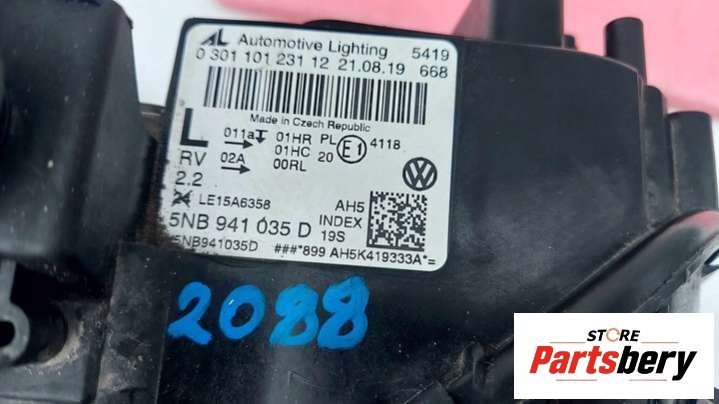 AL Automotive Lighting 5419
0 301 101 231 12 21.08.19 668
Made in Czech Republic
L 011a 01HR PL E1 4118
01HC 20
RV 02A 00RL
2.2
LE15A6358 AH5
5NB 941 035 D INDEX
19S
5NB941035D ###*899 AH5K419333A*=
2088
STORE
Partsbery